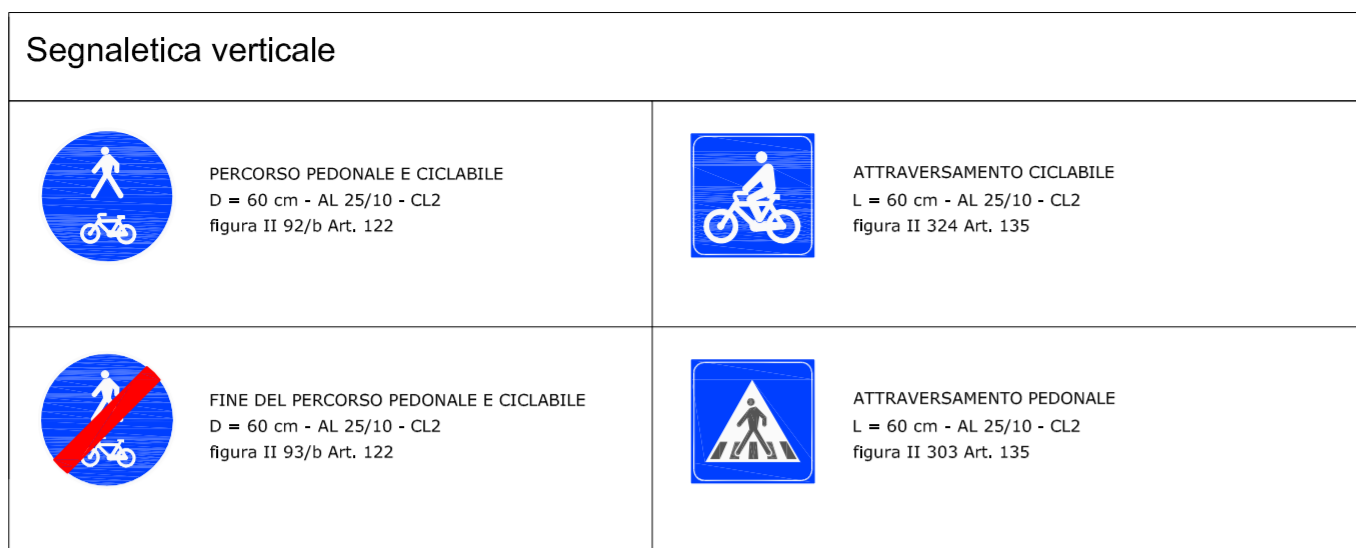 Segnaletica verticale
PERCORSO PEDONALE E CICLABILE
D = 60 cm - AL 25/10 - CL2
figura II 92/b Art. 122
ATTRAVERSAMENTO CICLABILE
L = 60 cm - AL 25/10 - CL2
figura II 324 Art. 135
FINE DEL PERCORSO PEDONALE E CICLABILE
D = 60 cm - AL 25/10 - CL2
figura II 93/b Art. 122
ATTRAVERSAMENTO PEDONALE
L = 60 cm - AL 25/10 - CL2
figura II 303 Art. 135